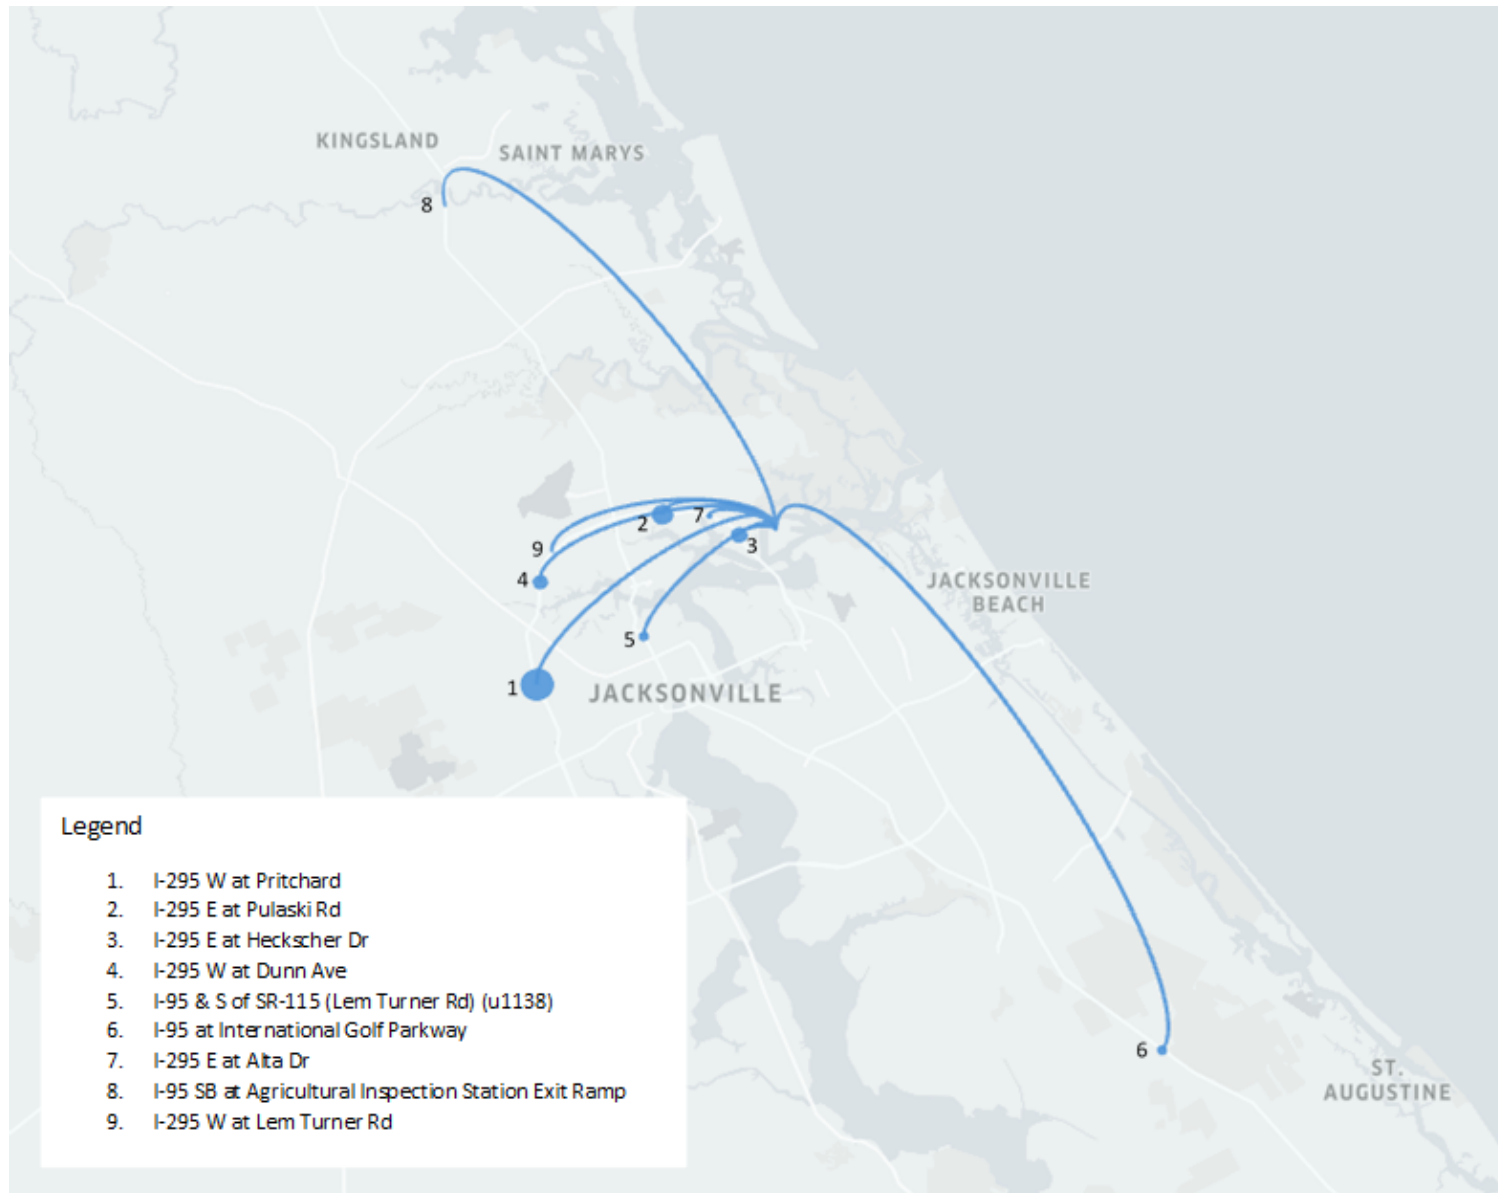 KINGSLAND
SAINT MARYS
8
2
7
3
9
4
JACKSONVILLE
BEACH
5
1
JACKSONVILLE
Legend
1. I-295 W at Pritchard
2. I-295 E at Pulaski Rd
3. I-295 E at Heckscher Dr
4. I-295 W at Dunn Ave
5. I-95 & S of SR-115 (Lem Turner Rd) (u1138)
6. I-95 at International Golf Parkway
7. I-295 E at Alta Dr
8. I-95 SB at Agricultural Inspection Station Exit Ramp
9. I-295 W at Lem Turner Rd
6
ST.
AUGUSTINE